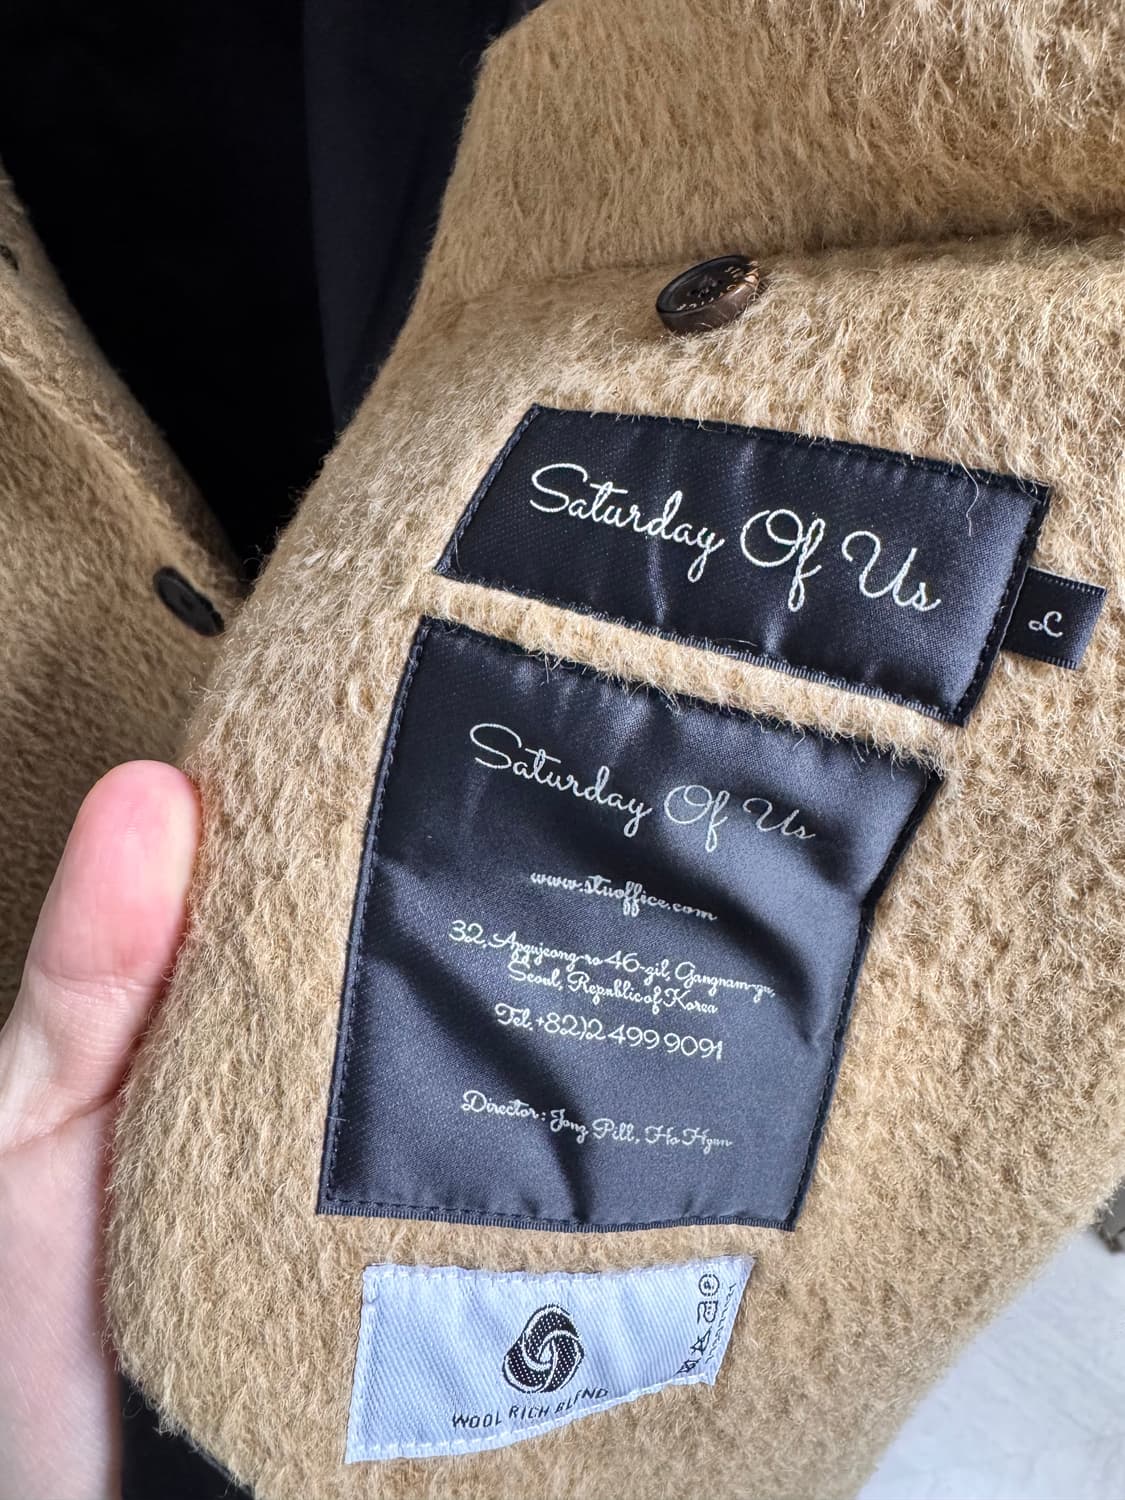 Saturday Of Us
L
Saturday Of Us
www.stuoffice.com
32, Apgujeong-ro 46-gil, Gangnam-gu,
Seoul, Republic of Korea
Tel.+82)2 499 9091
Director: Jong Pill, Ho Hyun
WOOL RICH BLEND